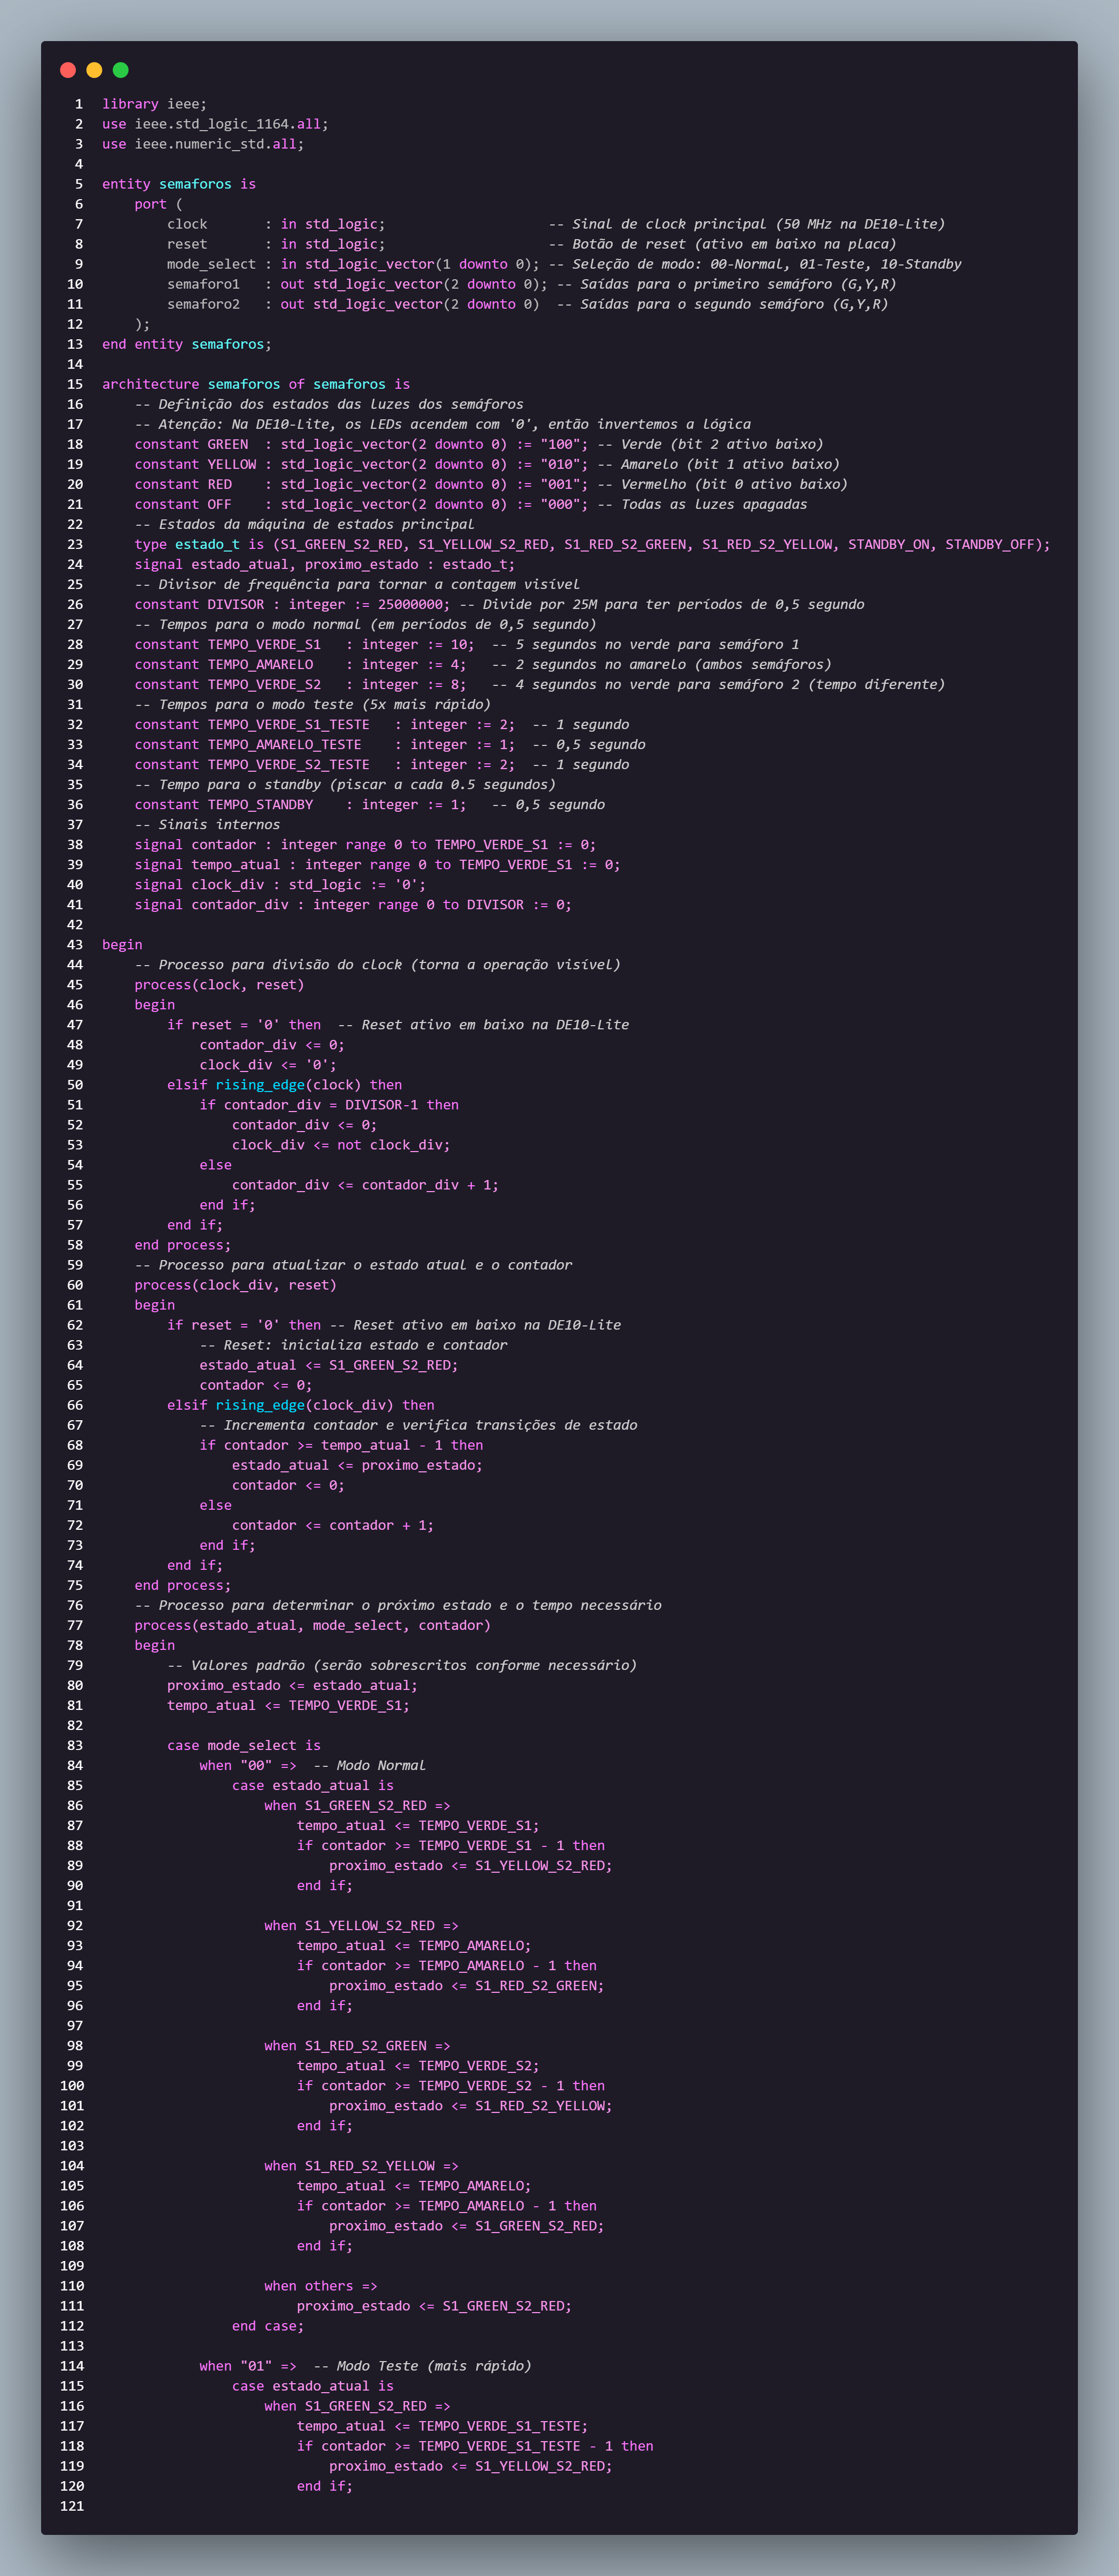 1 library ieee;
2 use ieee.std_logic_1164.all;
3 use ieee.numeric_std.all;
4
5 entity semaforos is
6     port (
7         clock       : in std_logic;                    -- Sinal de clock principal (50 MHz na DE10-Lite)
8         reset       : in std_logic;                    -- Botão de reset (ativo em baixo na placa)
9         mode_select : in std_logic_vector(1 downto 0); -- Seleção de modo: 00-Normal, 01-Teste, 10-Standby
10         semaforo1   : out std_logic_vector(2 downto 0); -- Saídas para o primeiro semáforo (G,Y,R)
11         semaforo2   : out std_logic_vector(2 downto 0)  -- Saídas para o segundo semáforo (G,Y,R)
12     );
13 end entity semaforos;
14
15 architecture semaforos of semaforos is
16     -- Definição dos estados das luzes dos semáforos
17     -- Atenção: Na DE10-Lite, os LEDs acendem com '0', então invertemos a lógica
18     constant GREEN  : std_logic_vector(2 downto 0) := "100"; -- Verde (bit 2 ativo baixo)
19     constant YELLOW : std_logic_vector(2 downto 0) := "010"; -- Amarelo (bit 1 ativo baixo)
20     constant RED    : std_logic_vector(2 downto 0) := "001"; -- Vermelho (bit 0 ativo baixo)
21     constant OFF    : std_logic_vector(2 downto 0) := "000"; -- Todas as luzes apagadas
22     -- Estados da máquina de estados principal
23     type estado_t is (S1_GREEN_S2_RED, S1_YELLOW_S2_RED, S1_RED_S2_GREEN, S1_RED_S2_YELLOW, STANDBY_ON, STANDBY_OFF);
24     signal estado_atual, proximo_estado : estado_t;
25     -- Divisor de frequência para tornar a contagem visível
26     constant DIVISOR : integer := 25000000; -- Divide por 25M para ter períodos de 0,5 segundo
27     -- Tempos para o modo normal (em períodos de 0,5 segundo)
28     constant TEMPO_VERDE_S1   : integer := 10;  -- 5 segundos no verde para semáforo 1
29     constant TEMPO_AMARELO    : integer := 4;   -- 2 segundos no amarelo (ambos semáforos)
30     constant TEMPO_VERDE_S2   : integer := 8;   -- 4 segundos no verde para semáforo 2 (tempo diferente)
31     -- Tempos para o modo teste (5x mais rápido)
32     constant TEMPO_VERDE_S1_TESTE   : integer := 2;  -- 1 segundo
33     constant TEMPO_AMARELO_TESTE    : integer := 1;  -- 0,5 segundo
34     constant TEMPO_VERDE_S2_TESTE   : integer := 2;  -- 1 segundo
35     -- Tempo para o standby (piscar a cada 0.5 segundos)
36     constant TEMPO_STANDBY    : integer := 1;   -- 0,5 segundo
37     -- Sinais internos
38     signal contador : integer range 0 to TEMPO_VERDE_S1 := 0;
39     signal tempo_atual : integer range 0 to TEMPO_VERDE_S1 := 0;
40     signal clock_div : std_logic := '0';
41     signal contador_div : integer range 0 to DIVISOR := 0;
42
43 begin
44     -- Processo para divisão do clock (torna a operação visível)
45     process(clock, reset)
46     begin
47         if reset = '0' then  -- Reset ativo em baixo na DE10-Lite
48             contador_div <= 0;
49             clock_div <= '0';
50         elsif rising_edge(clock) then
51             if contador_div = DIVISOR-1 then
52                 contador_div <= 0;
53                 clock_div <= not clock_div;
54             else
55                 contador_div <= contador_div + 1;
56             end if;
57         end if;
58     end process;
59     -- Processo para atualizar o estado atual e o contador
60     process(clock_div, reset)
61     begin
62         if reset = '0' then -- Reset ativo em baixo na DE10-Lite
63             -- Reset: inicializa estado e contador
64             estado_atual <= S1_GREEN_S2_RED;
65             contador <= 0;
66         elsif rising_edge(clock_div) then
67             -- Incrementa contador e verifica transições de estado
68             if contador >= tempo_atual - 1 then
69                 estado_atual <= proximo_estado;
70                 contador <= 0;
71             else
72                 contador <= contador + 1;
73             end if;
74         end if;
75     end process;
76     -- Processo para determinar o próximo estado e o tempo necessário
77     process(estado_atual, mode_select, contador)
78     begin
79         -- Valores padrão (serão sobrescritos conforme necessário)
80         proximo_estado <= estado_atual;
81         tempo_atual <= TEMPO_VERDE_S1;
82
83         case mode_select is
84             when "00" =>  -- Modo Normal
85                 case estado_atual is
86                     when S1_GREEN_S2_RED =>
87                         tempo_atual <= TEMPO_VERDE_S1;
88                         if contador >= TEMPO_VERDE_S1 - 1 then
89                             proximo_estado <= S1_YELLOW_S2_RED;
90                         end if;
91
92                     when S1_YELLOW_S2_RED =>
93                         tempo_atual <= TEMPO_AMARELO;
94                         if contador >= TEMPO_AMARELO - 1 then
95                             proximo_estado <= S1_RED_S2_GREEN;
96                         end if;
97
98                     when S1_RED_S2_GREEN =>
99                         tempo_atual <= TEMPO_VERDE_S2;
100                         if contador >= TEMPO_VERDE_S2 - 1 then
101                             proximo_estado <= S1_RED_S2_YELLOW;
102                         end if;
103
104                     when S1_RED_S2_YELLOW =>
105                         tempo_atual <= TEMPO_AMARELO;
106                         if contador >= TEMPO_AMARELO - 1 then
107                             proximo_estado <= S1_GREEN_S2_RED;
108                         end if;
109
110                     when others =>
111                         proximo_estado <= S1_GREEN_S2_RED;
112                 end case;
113
114             when "01" =>  -- Modo Teste (mais rápido)
115                 case estado_atual is
116                     when S1_GREEN_S2_RED =>
117                         tempo_atual <= TEMPO_VERDE_S1_TESTE;
118                         if contador >= TEMPO_VERDE_S1_TESTE - 1 then
119                             proximo_estado <= S1_YELLOW_S2_RED;
120                         end if;
121